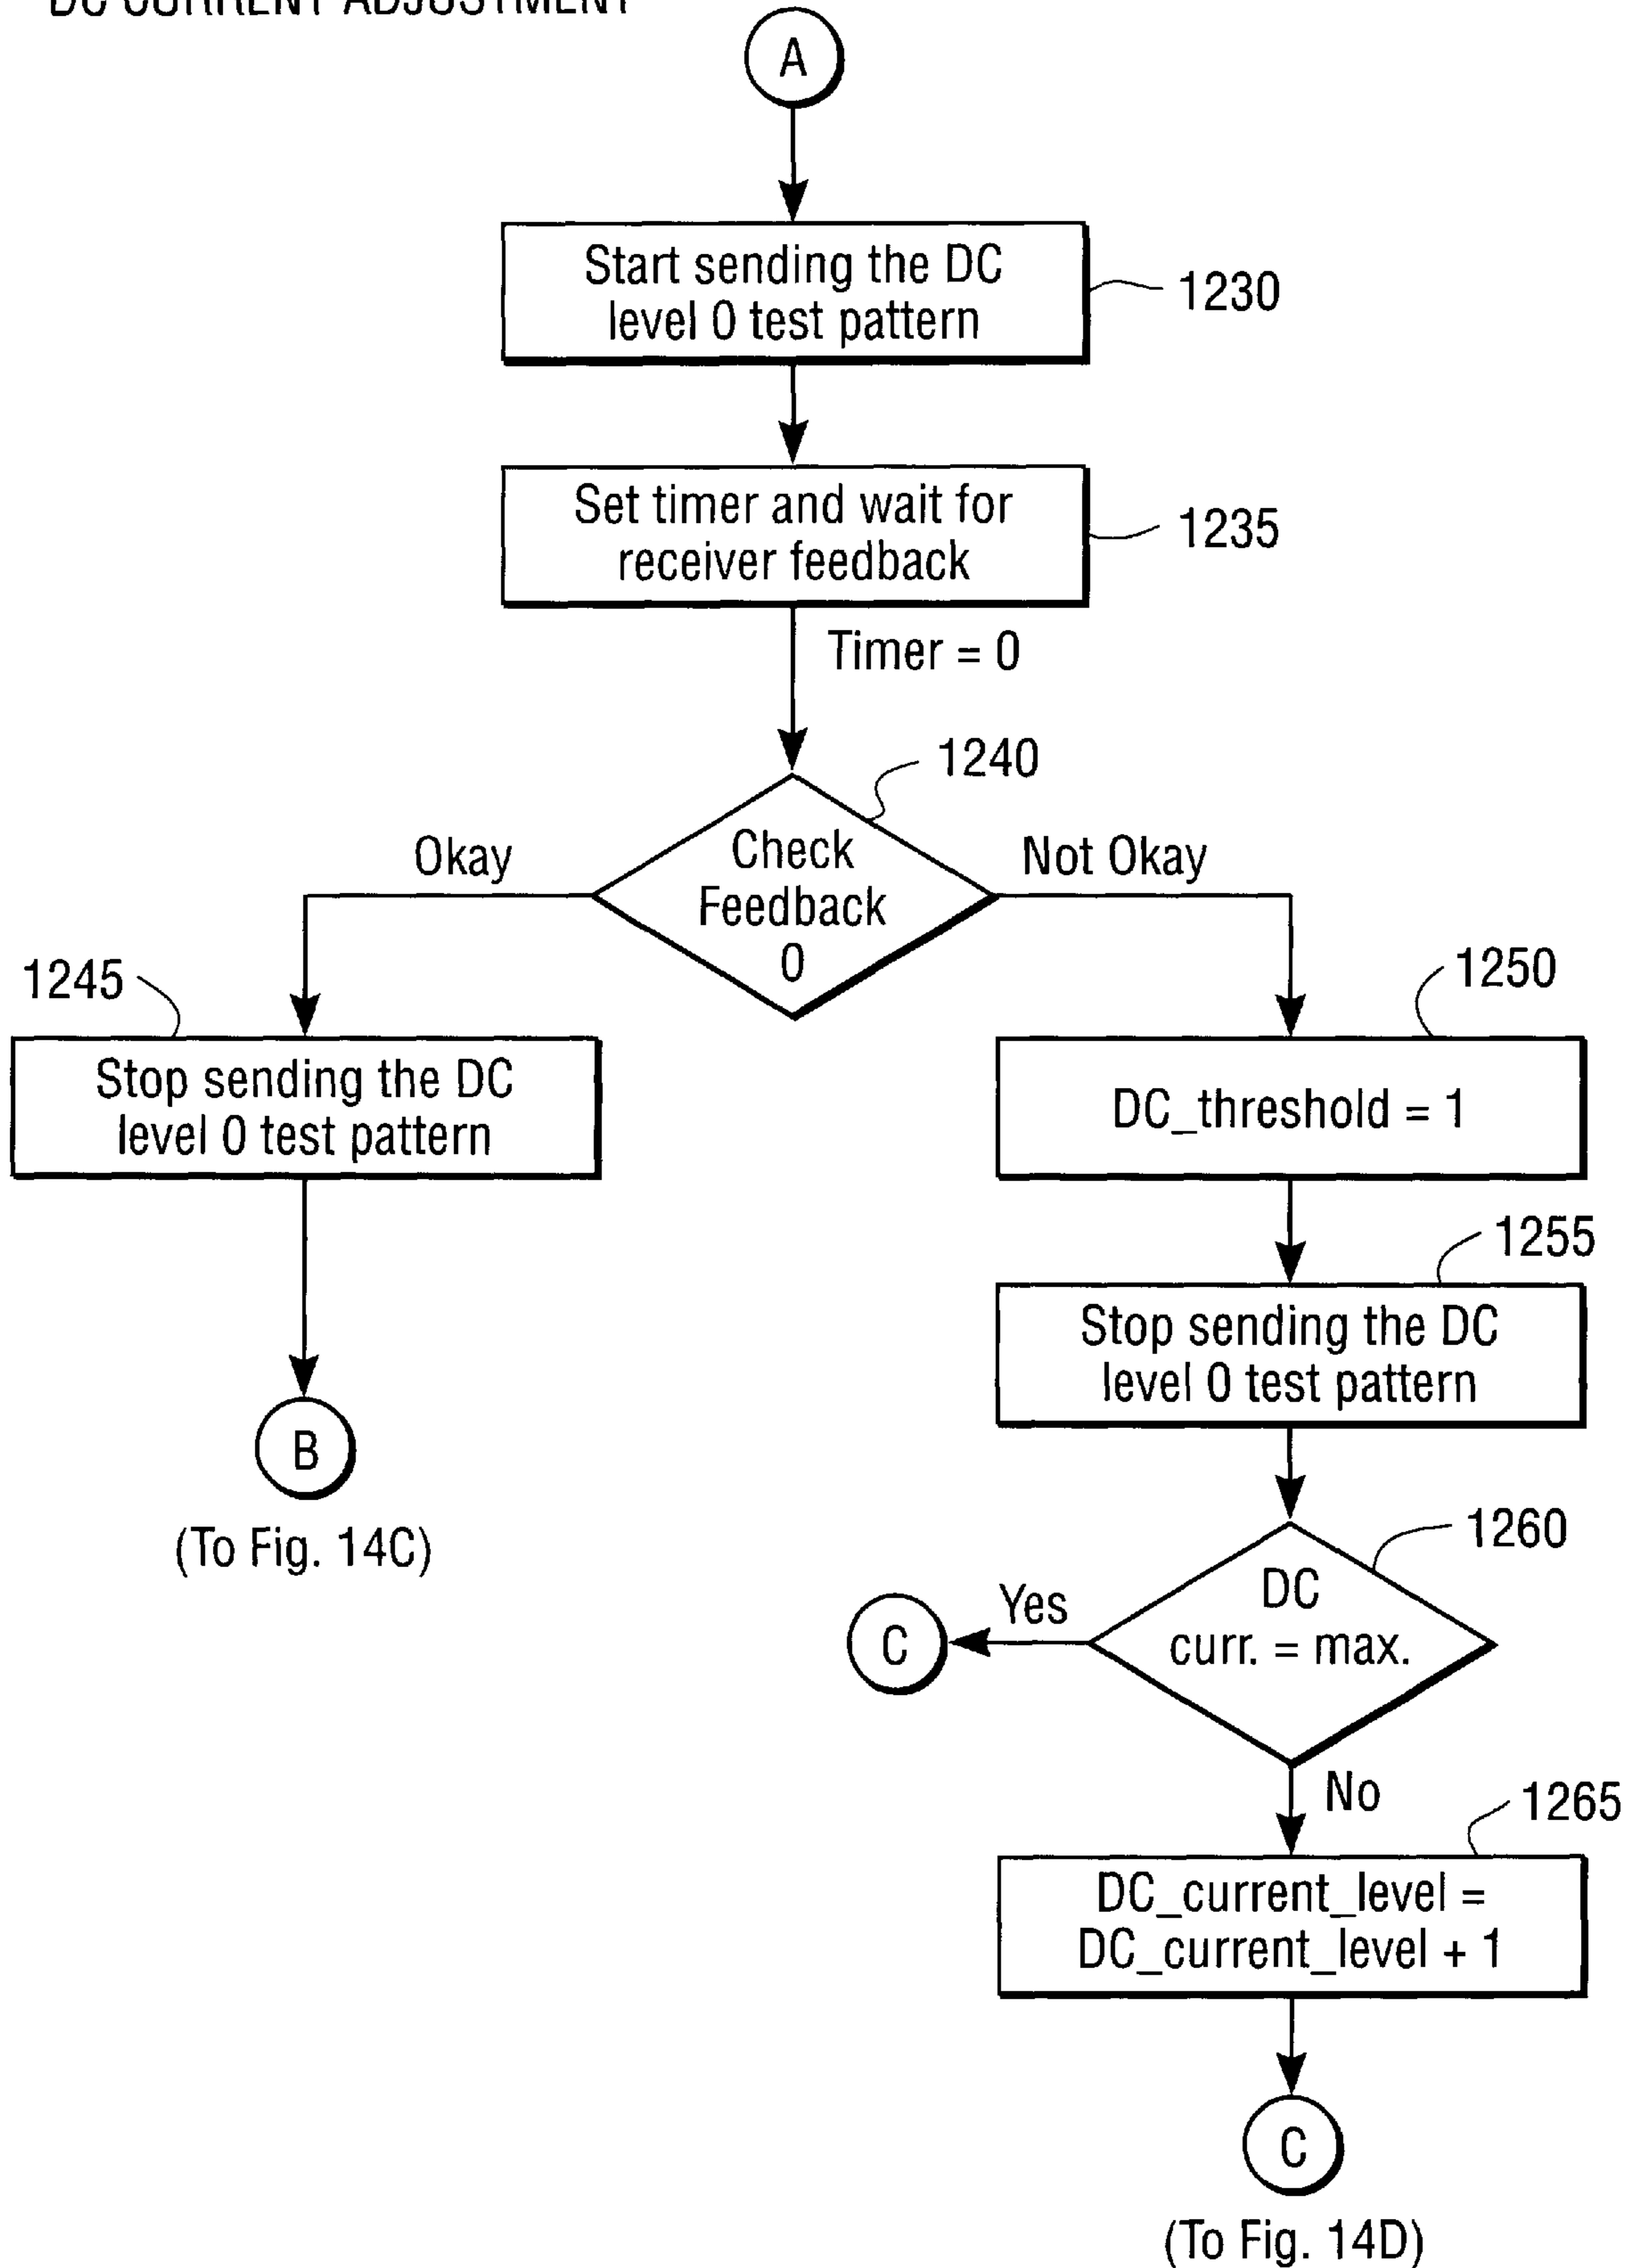 DC CURRENT ADJUSTMENT
A
Start sending the DC
level 0 test pattern
1230
Set timer and wait for
receiver feedback
1235
Timer = 0
1240
Check
Feedback
0
Okay
Not Okay
1245
Stop sending the DC
level 0 test pattern
1250
DC_threshold = 1
1255
Stop sending the DC
level 0 test pattern
B
(To Fig. 14C)
1260
DC
curr. = max.
Yes
C
No
1265
DC_current_level =
DC_current_level + 1
C
(To Fig. 14D)